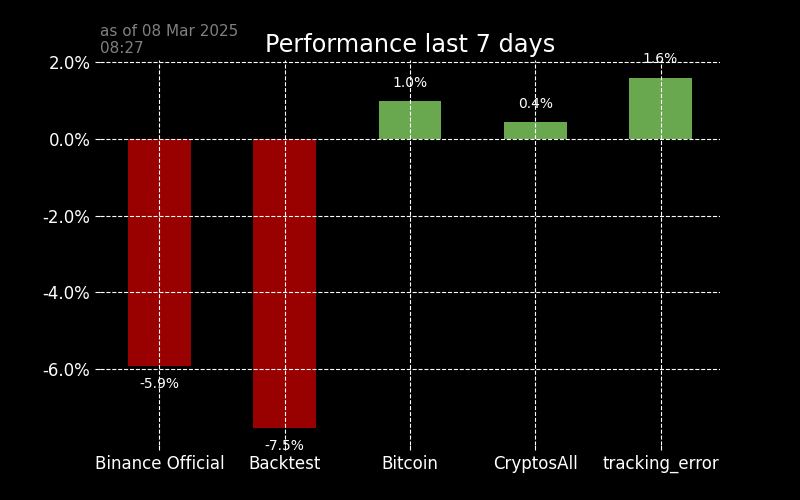 as of 08 Mar 2025
08:27
Performance last 7 days
2.0%
0.0%
-2.0%
-4.0%
-6.0%
-5.9%
-7.5%
1.0%
0.4%
1.6%
Binance Official
Backtest
Bitcoin
CryptosAll
tracking_error